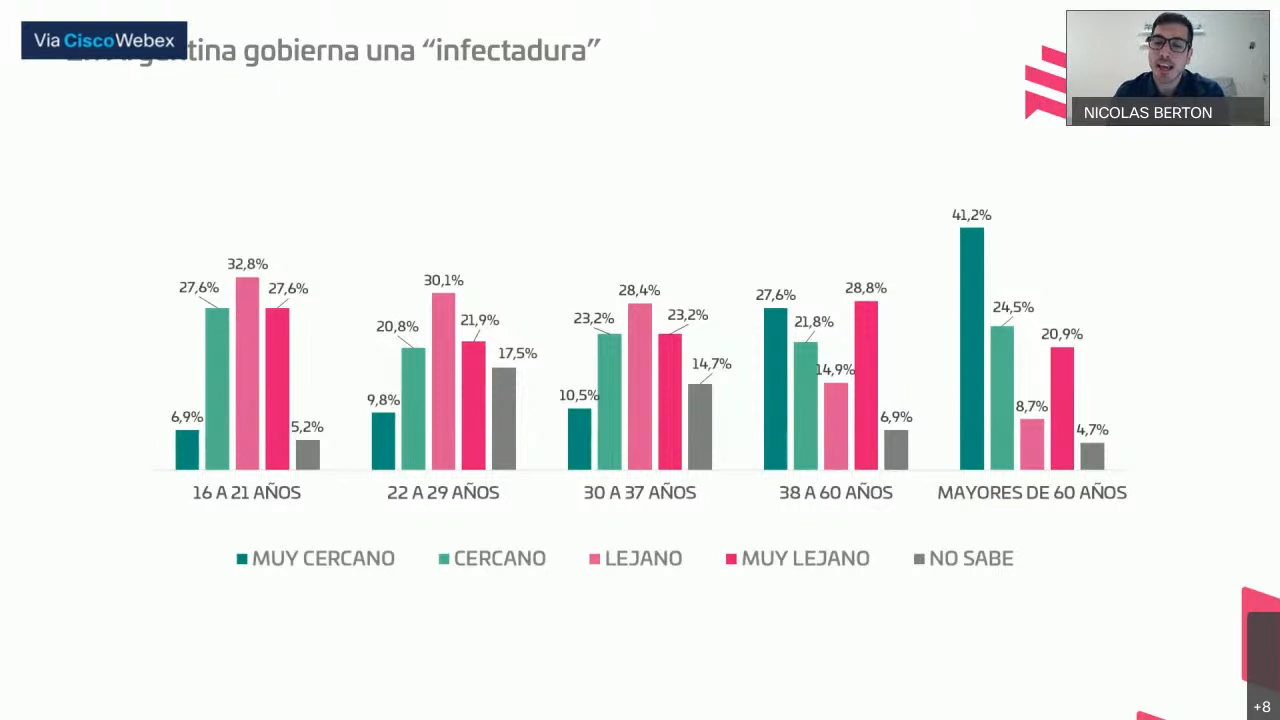 Via Cisco Webex
gobierna una “infectadura”
NICOLAS BERTON
41,2%
32,8%
27,6%
27,6%
6,9%
5,2%
30,1%
20,8%
21,9%
17,5%
9,8%
28,4%
23,2%
23,2%
14,7%
10,5%
27,6%
28,8%
21,8%
14,9%
6,9%
24,5%
20,9%
8,7%
4,7%
16 A 21 AÑOS
22 A 29 AÑOS
30 A 37 AÑOS
38 A 60 AÑOS
MAYORES DE 60 AÑOS
MUY CERCANO
CERCANO
LEJANO
MUY LEJANO
NO SABE
+8